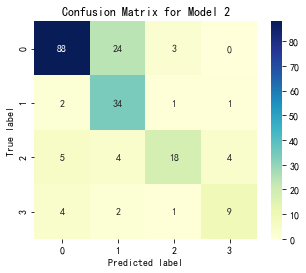 Confusion Matrix for Model 2
0 88 24 3 0
1 2 34 1 1
2 5 4 18 4
3 4 2 1 9
0 1 2 3
True label
Predicted label
80
70
60
50
40
30
20
10
0